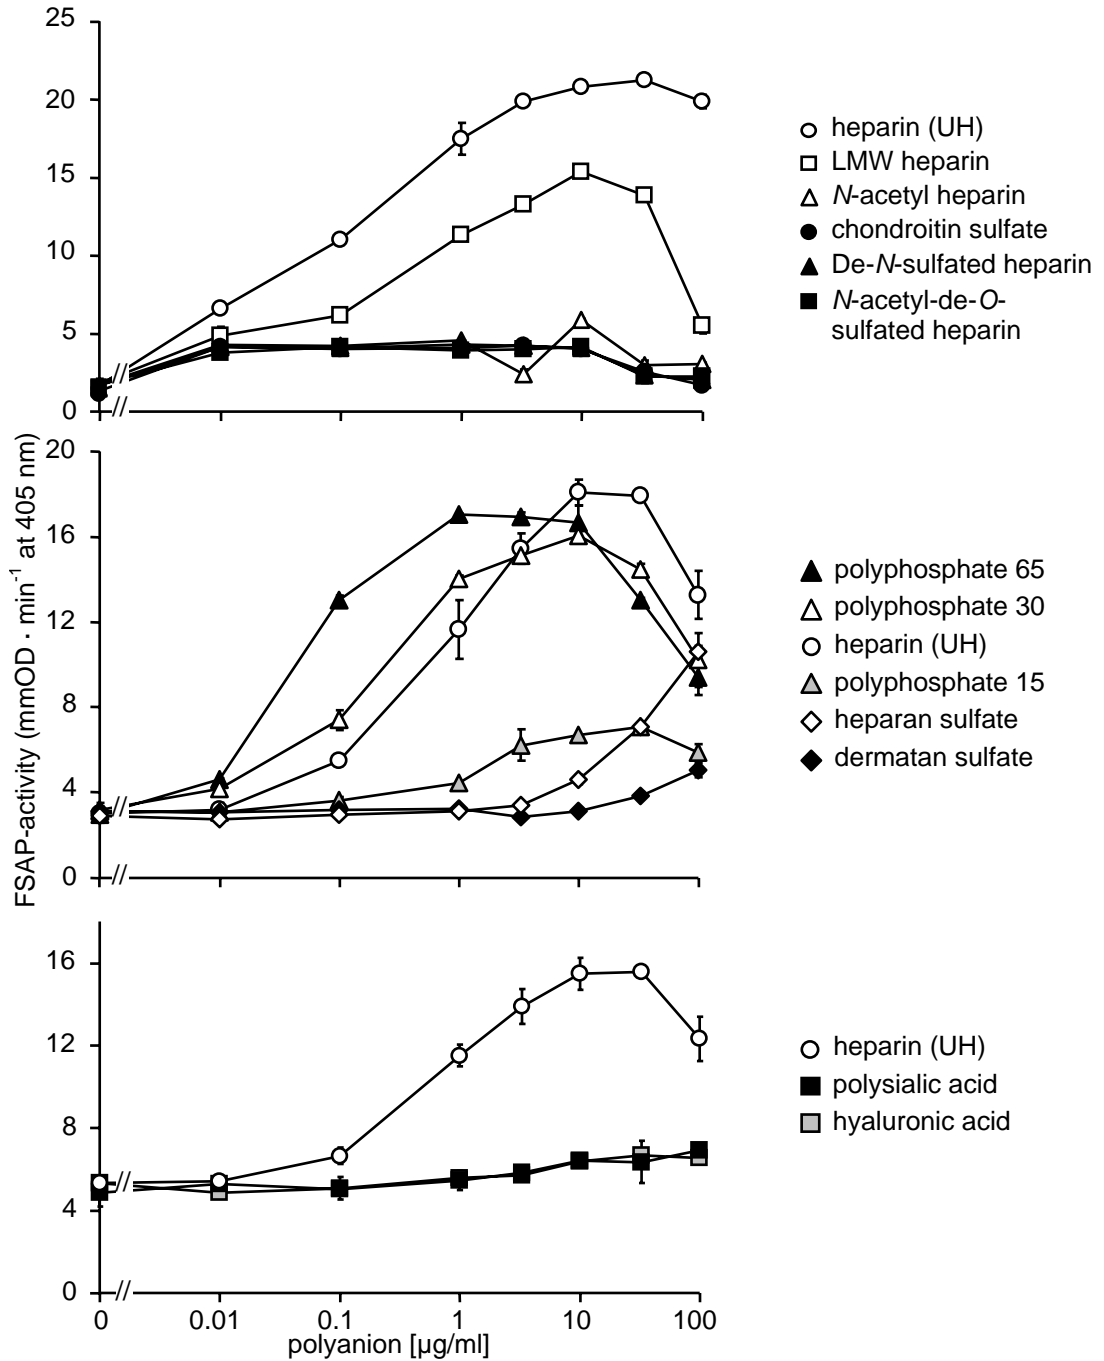 25
20
15
10
5
0
//
//
heparin (UH)
LMW heparin
N-acetyl heparin
chondroitin sulfate
De-N-sulfated heparin
N-acetyl-de-O-
sulfated heparin
FSAP-activity (mmOD · min⁻¹ at 405 nm)
20
16
12
8
4
0
//
//
polyphosphate 65
polyphosphate 30
heparin (UH)
polyphosphate 15
heparan sulfate
dermatan sulfate
16
12
8
4
0
//
//
heparin (UH)
polysialic acid
hyaluronic acid
0 0.01 0.1 1 10 100
polyanion [µg/ml]